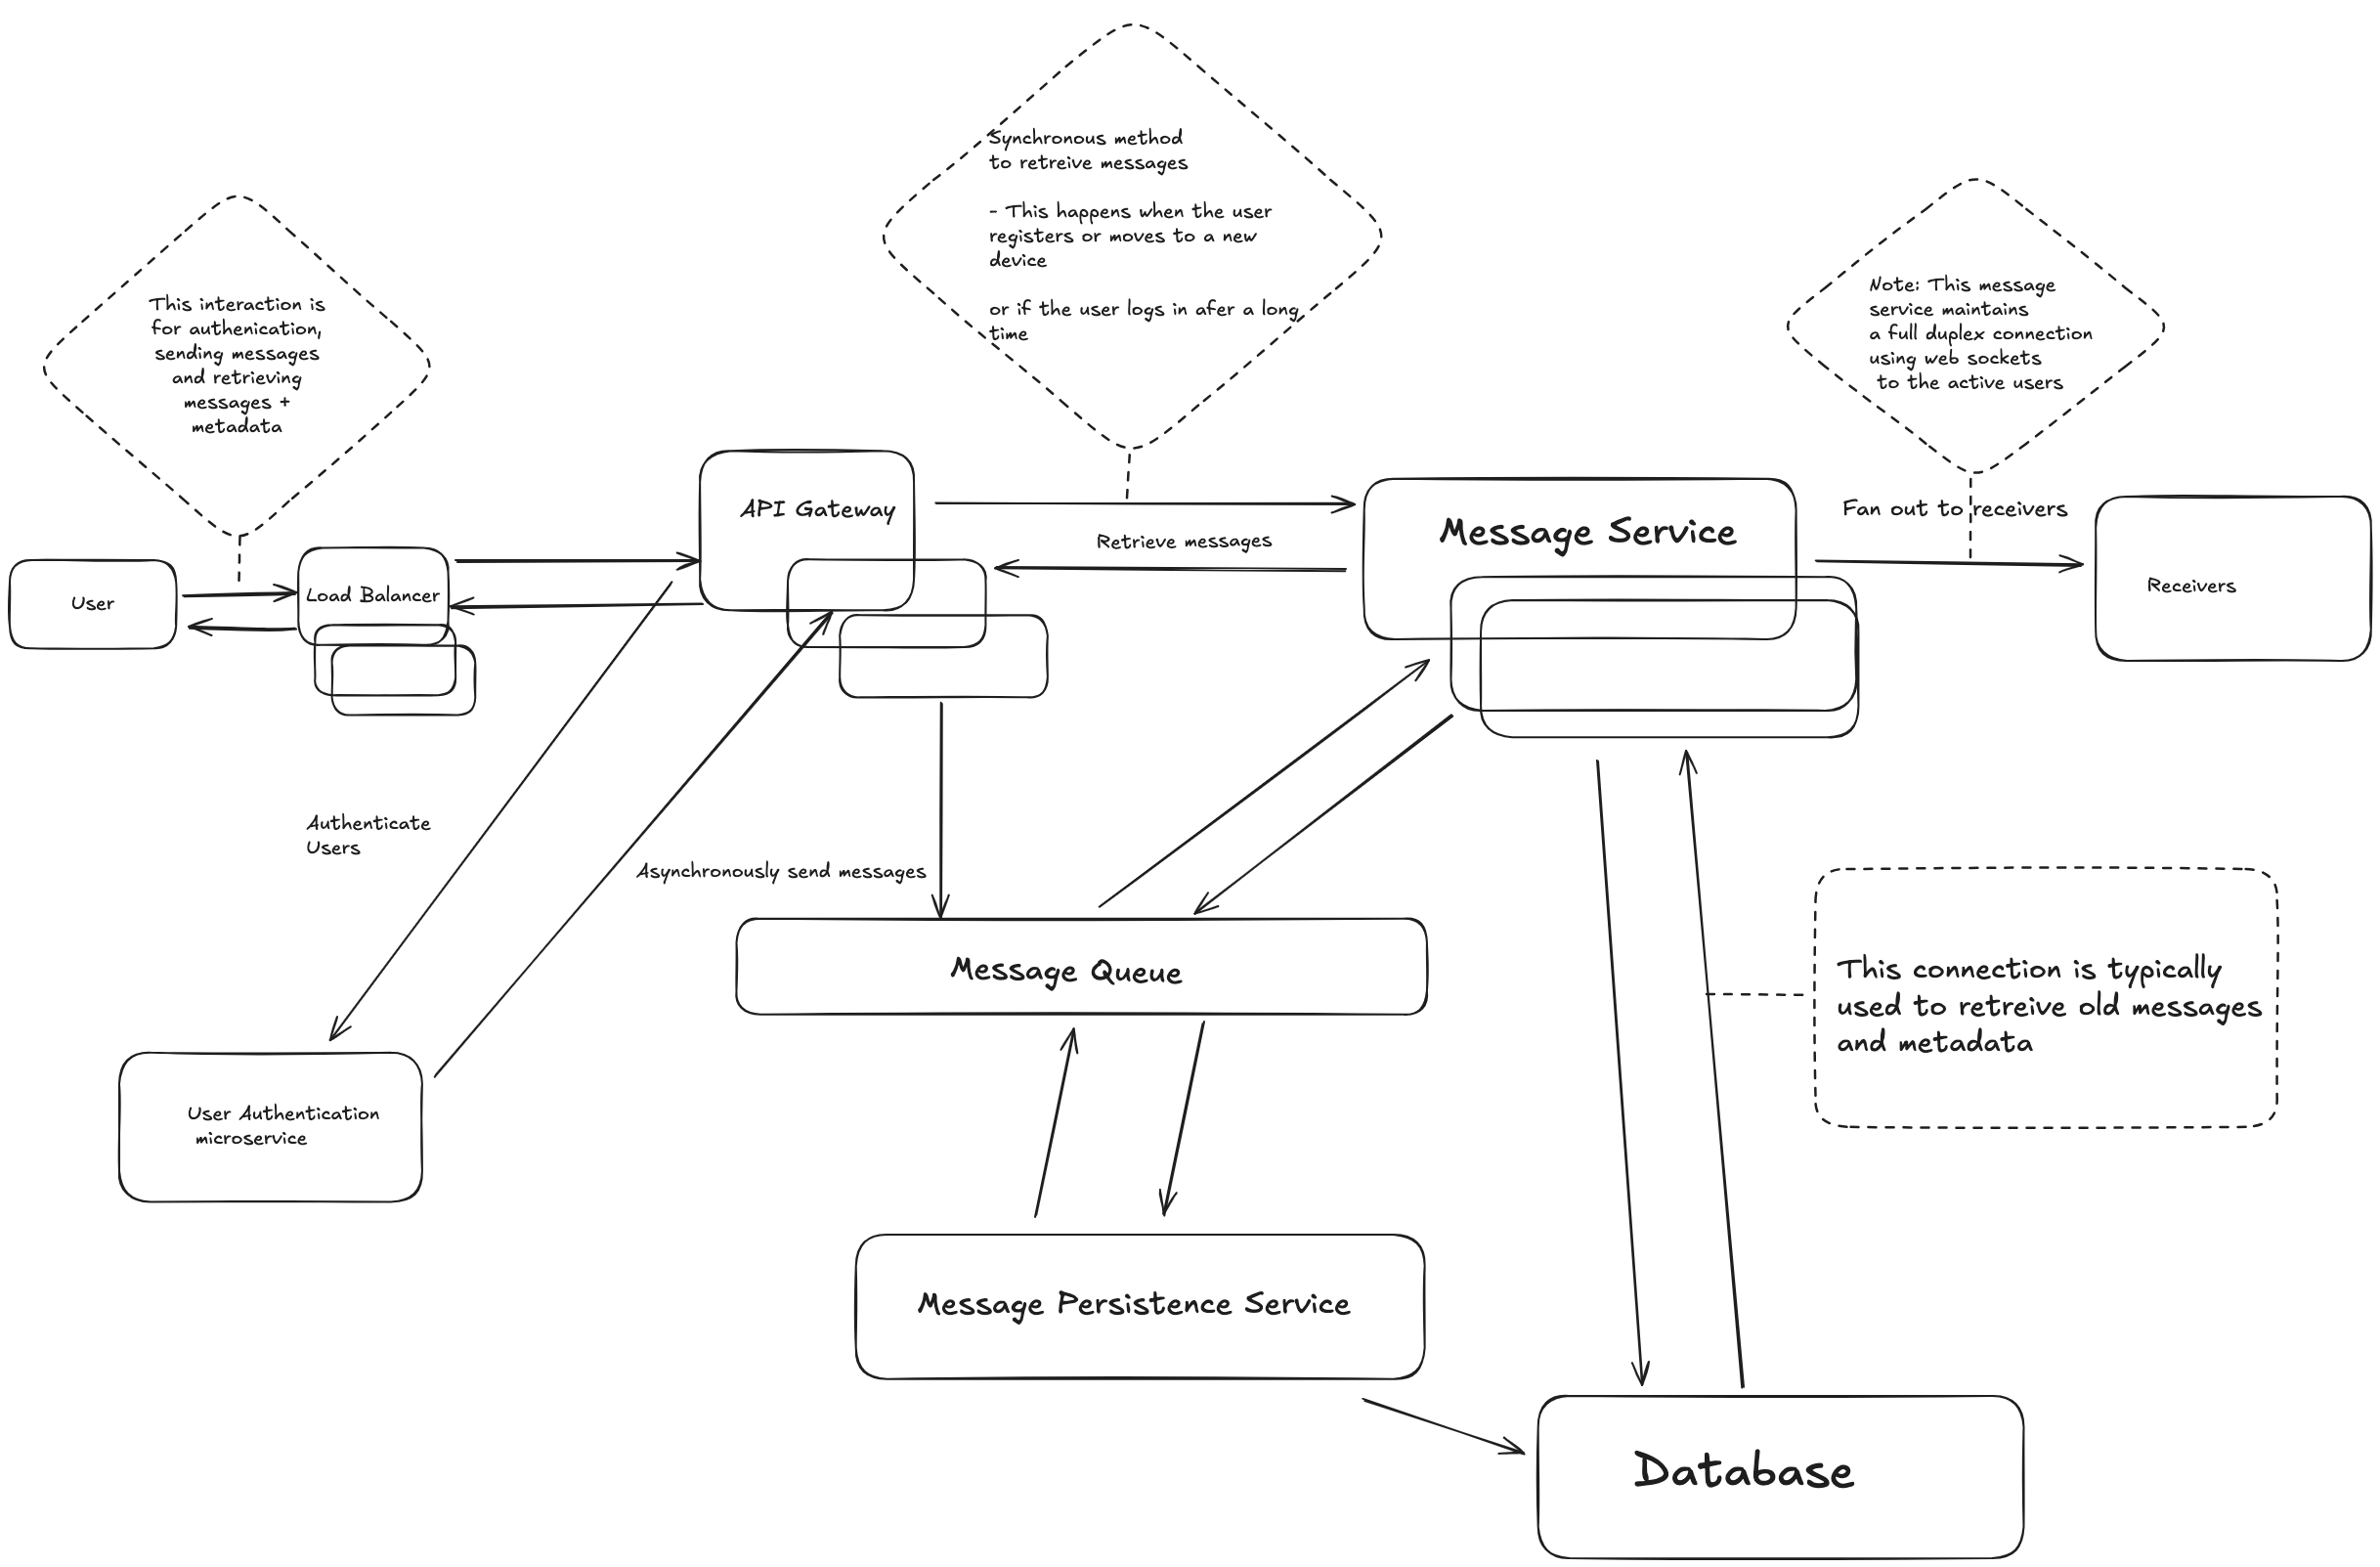 Synchronous method
to retreive messages
- This happens when the user
registers or moves to a new
device
or if the user logs in afer a long
time
This interaction is
for authenication,
sending messages
and retrieving
messages +
metadata
Note: This message
service maintains
a full duplex connection
using web sockets
to the active users
User
Load Balancer
API Gateway
Retrieve messages
Message Service
Fan out to receivers
Receivers
Authenticate
Users
Asynchronously send messages
Message Queue
This connection is typically
used to retreive old messages
and metadata
User Authentication
microservice
Message Persistence Service
Database